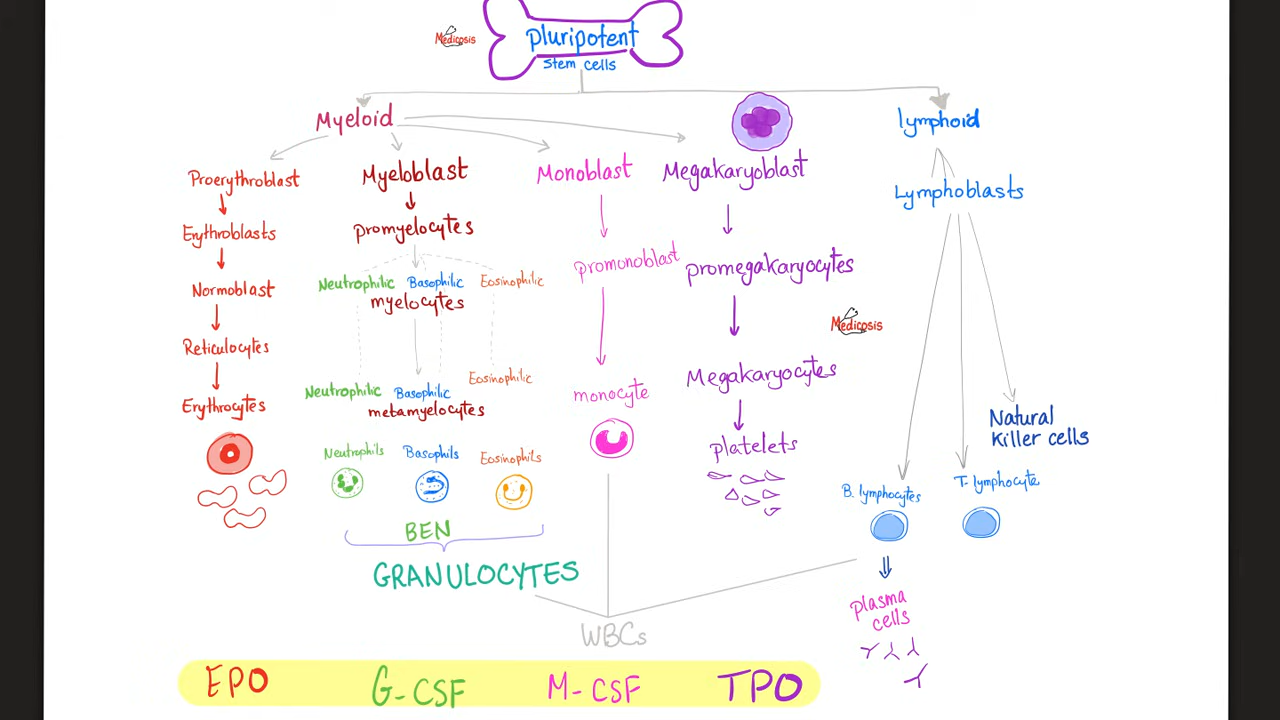 Medicosis
pluripotent
Stem cells
Myeloid
lymphoid
Proerythroblast
Myeloblast
Monoblast
Megakaryoblast
Lymphoblasts
Erythroblasts
promyelocytes
promonoblast
promegakaryocytes
Normoblast
Neutrophilic Basophilic Eosinophilic
myelocytes
Medicosis
Reticulocytes
Megakaryocytes
Erythrocytes
Neutrophilic Basophilic Eosinophilic
metamyelocytes
monocyte
Natural
Killer cells
Neutrophils Basophils Eosinophils
platelets
B. lymphocytes
T. lymphocyte
BEN
GRANULOCYTES
plasma
cells
WBCs
EPO G-CSF M-CSF TPO